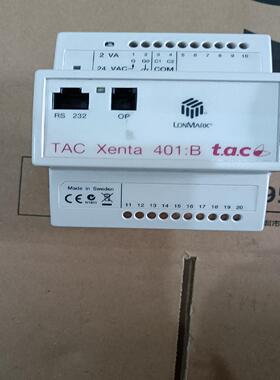 2 VA
1 2 3 4 5 6 7 8 9 10
G G0 C1 C2
24 VAC
COM
RS 232
OP
LONMARK®
TAC Xenta 401:B t.a.c
Made in Sweden
CE
N1831
11 12 13 14 15 16 17 18 19 20